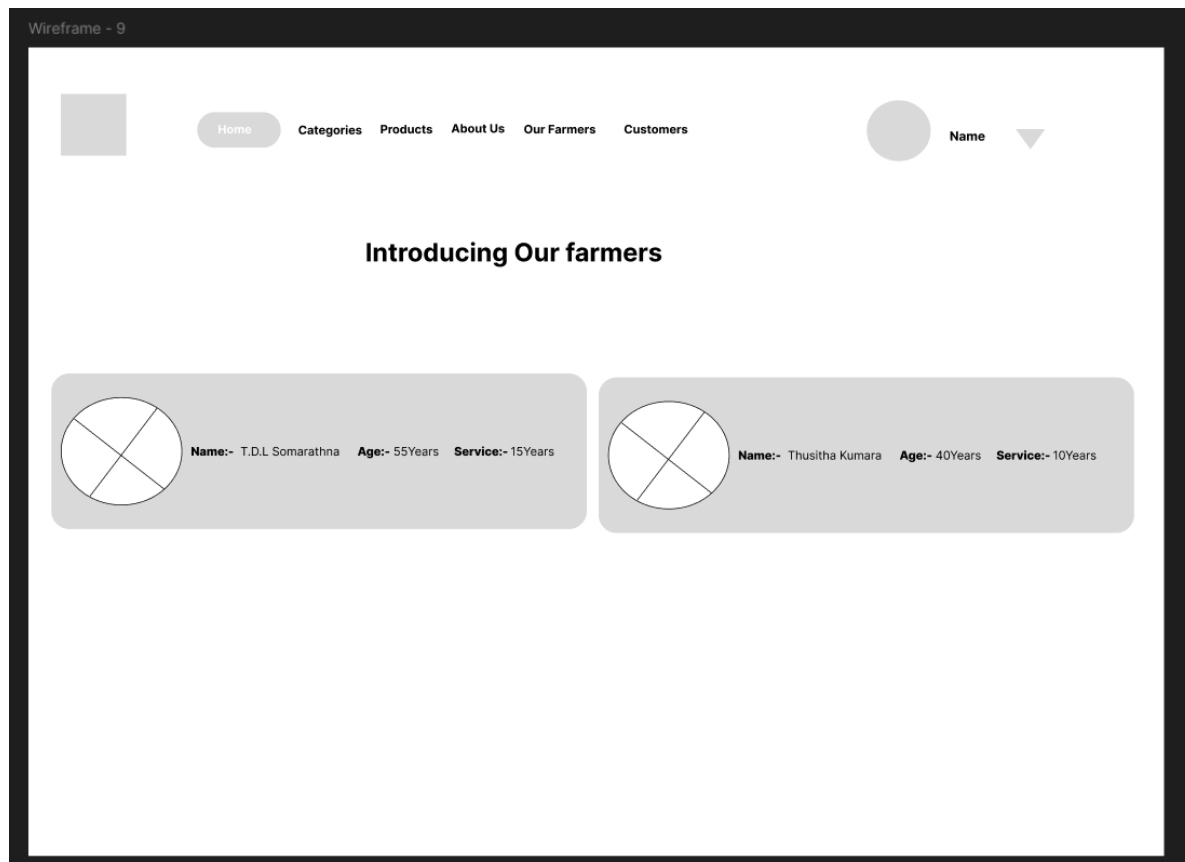 Wireframe - 9
Home Categories Products About Us Our Farmers Customers Name
Introducing Our farmers
Name:- T.D.L Somarathna Age:- 55Years Service:- 15Years
Name:- Thusitha Kumara Age:- 40Years Service:- 10Years